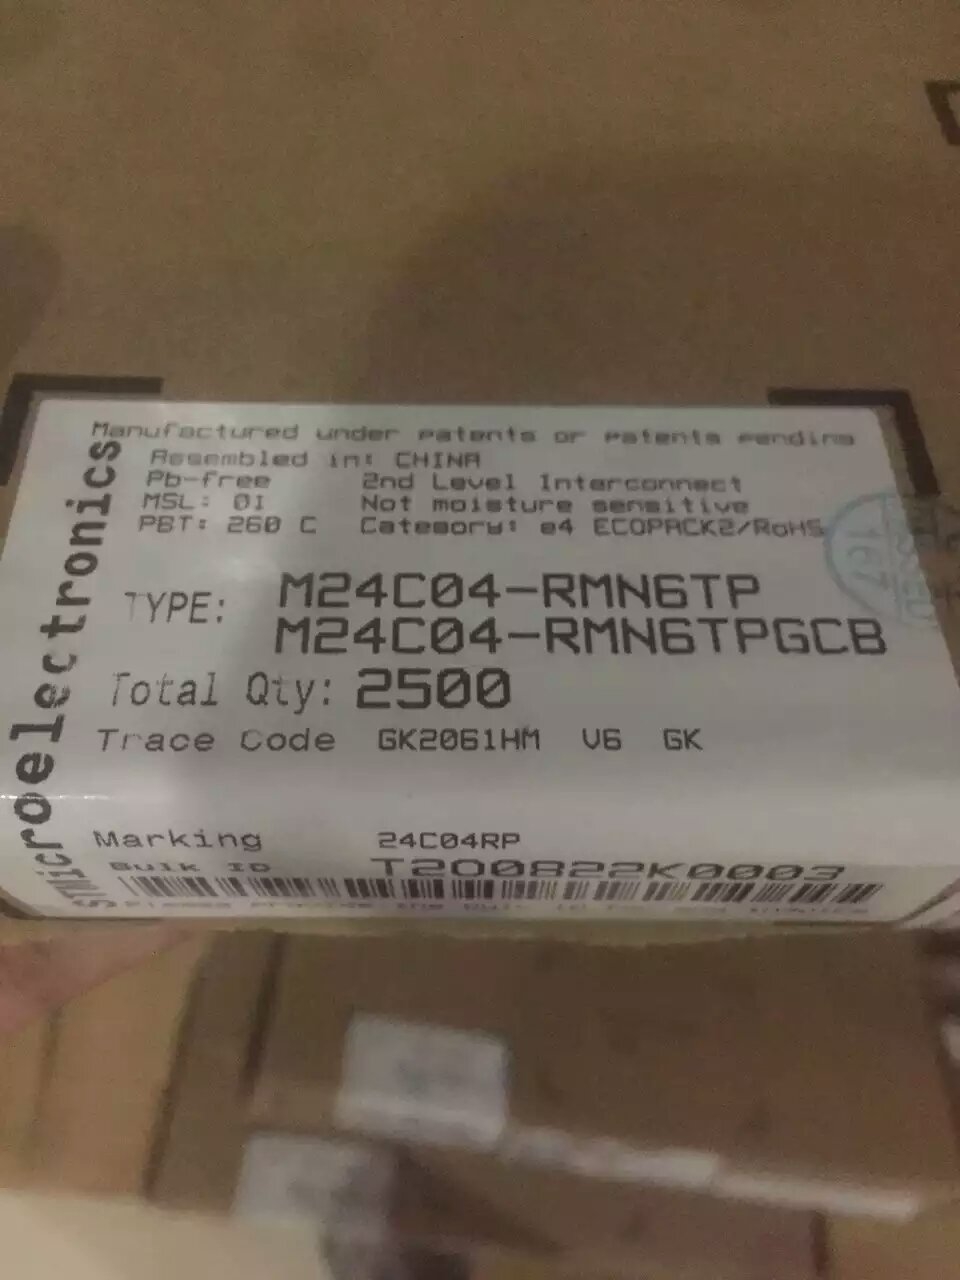 STMicroelectronics
Manufactured under patents or patents pending
Assembled in: CHINA
Pb-free 2nd Level Interconnect
MSL: 01 Not moisture sensitive
PBT: 260 C Category: e4 ECOPACK2/RoHS
TYPE: M24C04-RMN6TP
M24C04-RMN6TPGCB
Total Qty: 2500
Trace Code GK2061HM V6 GK
Marking 24C04RP
Bulk ID T200822K0003
167